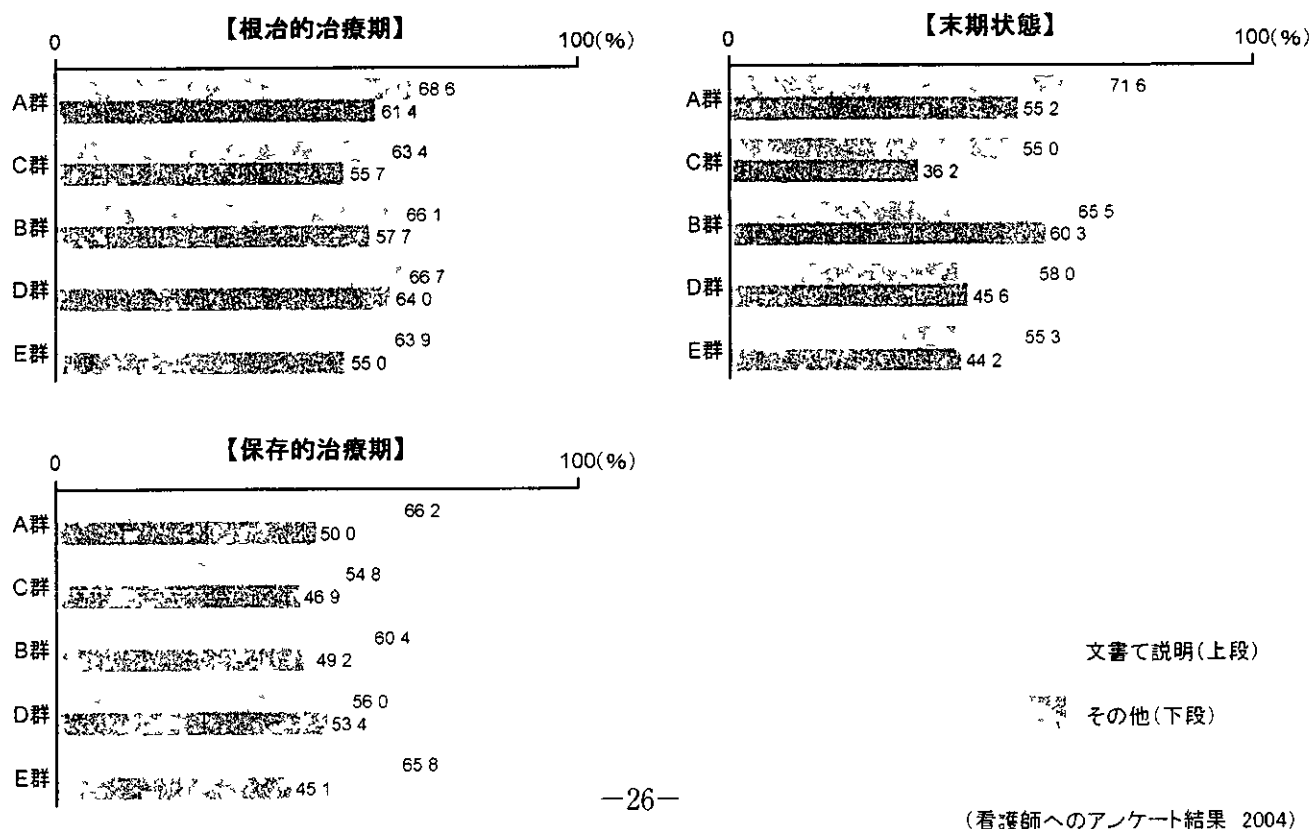 【根治的治療期】
0 100(%)
A群 68 6
61 4
C群 63 4
55 7
B群 66 1
57 7
D群 66 7
64 0
E群 63 9
55 0
【末期状態】
0 100(%)
A群 71 6
55 2
C群 55 0
36 2
B群 65 5
60 3
D群 58 0
45 6
E群 55 3
44 2
【保存的治療期】
0 100(%)
A群 66 2
50 0
C群 54 8
46 9
B群 60 4
49 2
D群 56 0
53 4
E群 65 8
45 1
文書て説明(上段)
その他(下段)
—26—
(看護師へのアンケート結果 2004)